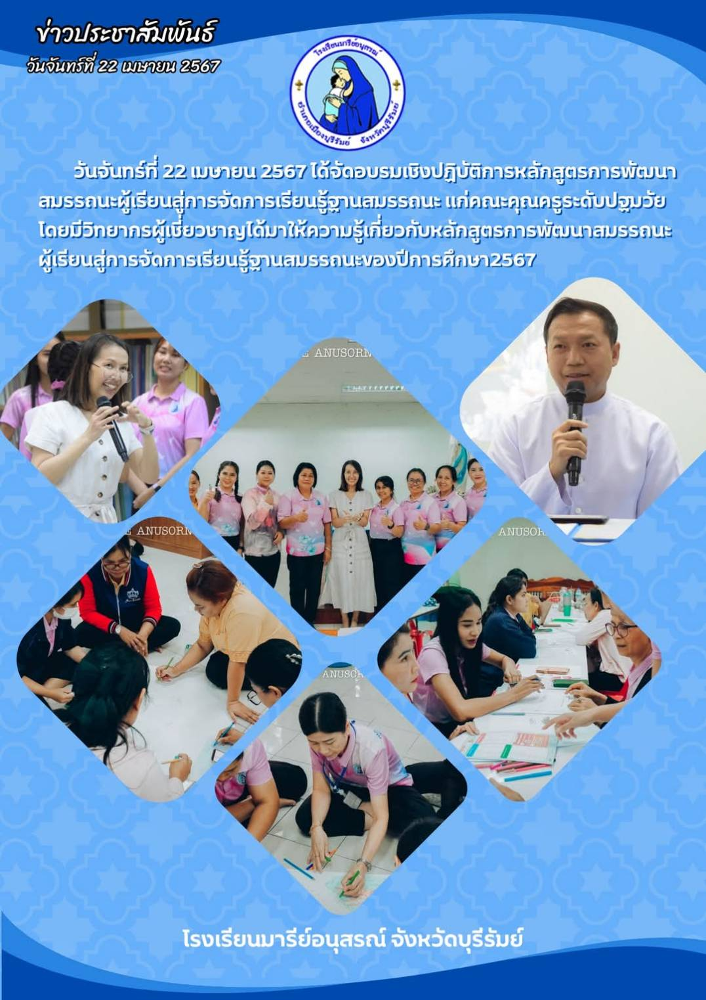 ข่าวประชาสัมพันธ์
วันจันทร์ที่ 22 เมษายน 2567
โรงเรียนมารีย์อนุสรณ์
อำเภอเมืองบุรีรัมย์ จังหวัดบุรีรัมย์
วันจันทร์ที่ 22 เมษายน 2567 ได้จัดอบรมเชิงปฏิบัติการหลักสูตรการพัฒนา
สมรรถนะผู้เรียนสู่การจัดการเรียนรู้ฐานสมรรถนะ แก่คณะคุณครูระดับปฐมวัย
โดยมีวิทยากรผู้เชี่ยวชาญได้มาให้ความรู้เกี่ยวกับหลักสูตรการพัฒนาสมรรถนะ
ผู้เรียนสู่การจัดการเรียนรู้ฐานสมรรถนะของปีการศึกษา2567
E ANUSORN
E ANUSORN
ANUSOR
ANUSOR
โรงเรียนมารีย์อนุสรณ์ จังหวัดบุรีรัมย์